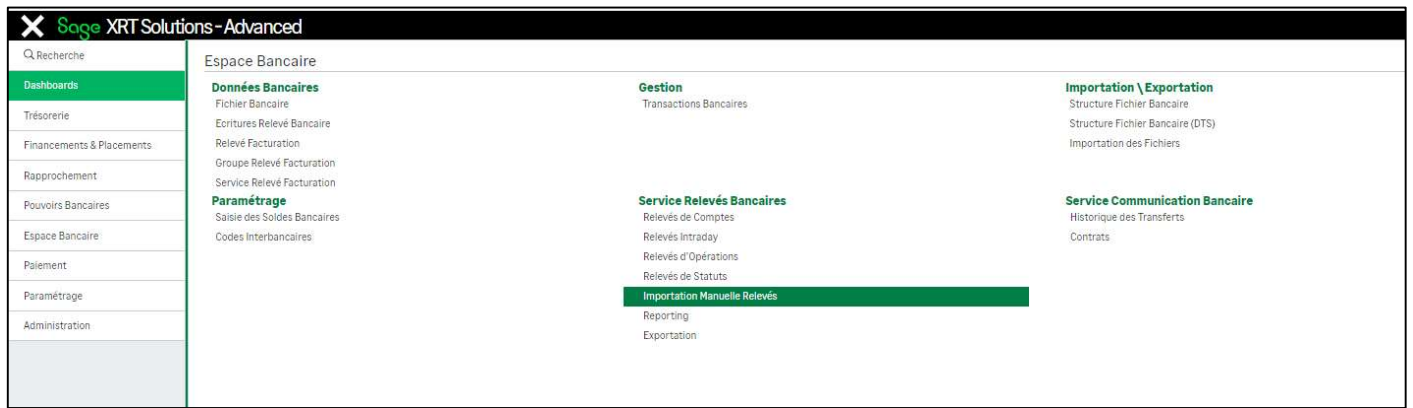 Sage XRT Solutions - Advanced
Recherche
Dashboards
Trésorerie
Financements & Placements
Rapprochement
Pouvoirs Bancaires
Espace Bancaire
Paiement
Paramétrage
Administration
Espace Bancaire
Données Bancaires
Fichier Bancaire
Ecritures Relevé Bancaire
Relevé Facturation
Groupe Relevé Facturation
Service Relevé Facturation
Gestion
Transactions Bancaires
Importation \ Exportation
Structure Fichier Bancaire
Structure Fichier Bancaire (DTS)
Importation des Fichiers
Paramétrage
Saisie des Soldes Bancaires
Codes Interbancaires
Service Relevés Bancaires
Relevés de Comptes
Relevés Intraday
Relevés d'Opérations
Relevés de Statuts
Importation Manuelle Relevés
Reporting
Exportation
Service Communication Bancaire
Historique des Transferts
Contrats